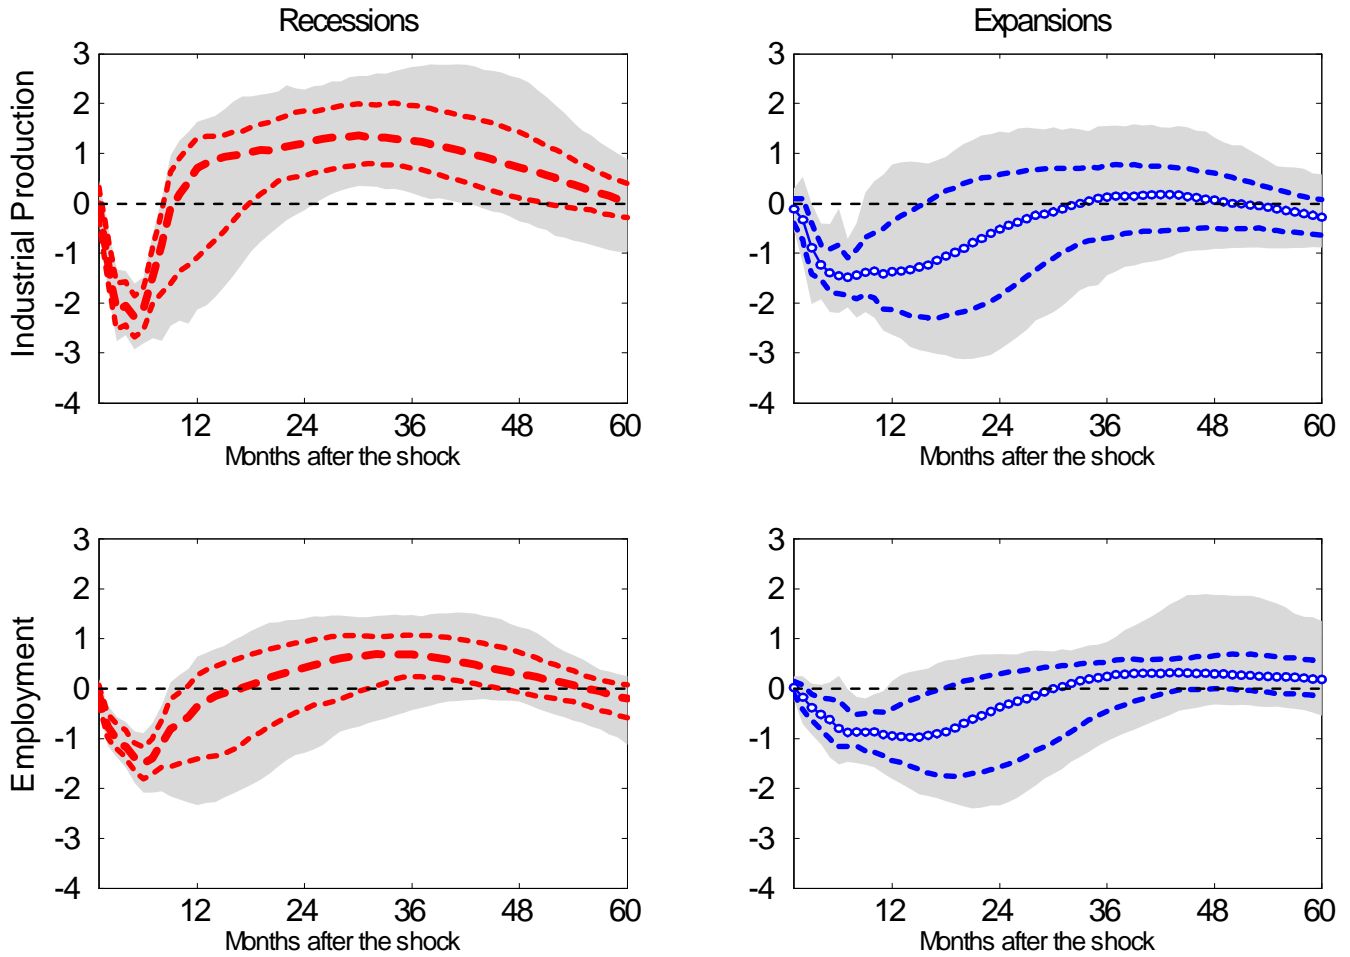 Recessions
Expansions
Industrial Production
3
2
1
0
-1
-2
-3
-4
12 24 36 48 60
Months after the shock
3
2
1
0
-1
-2
-3
-4
12 24 36 48 60
Months after the shock
Employment
3
2
1
0
-1
-2
-3
-4
12 24 36 48 60
Months after the shock
3
2
1
0
-1
-2
-3
-4
12 24 36 48 60
Months after the shock